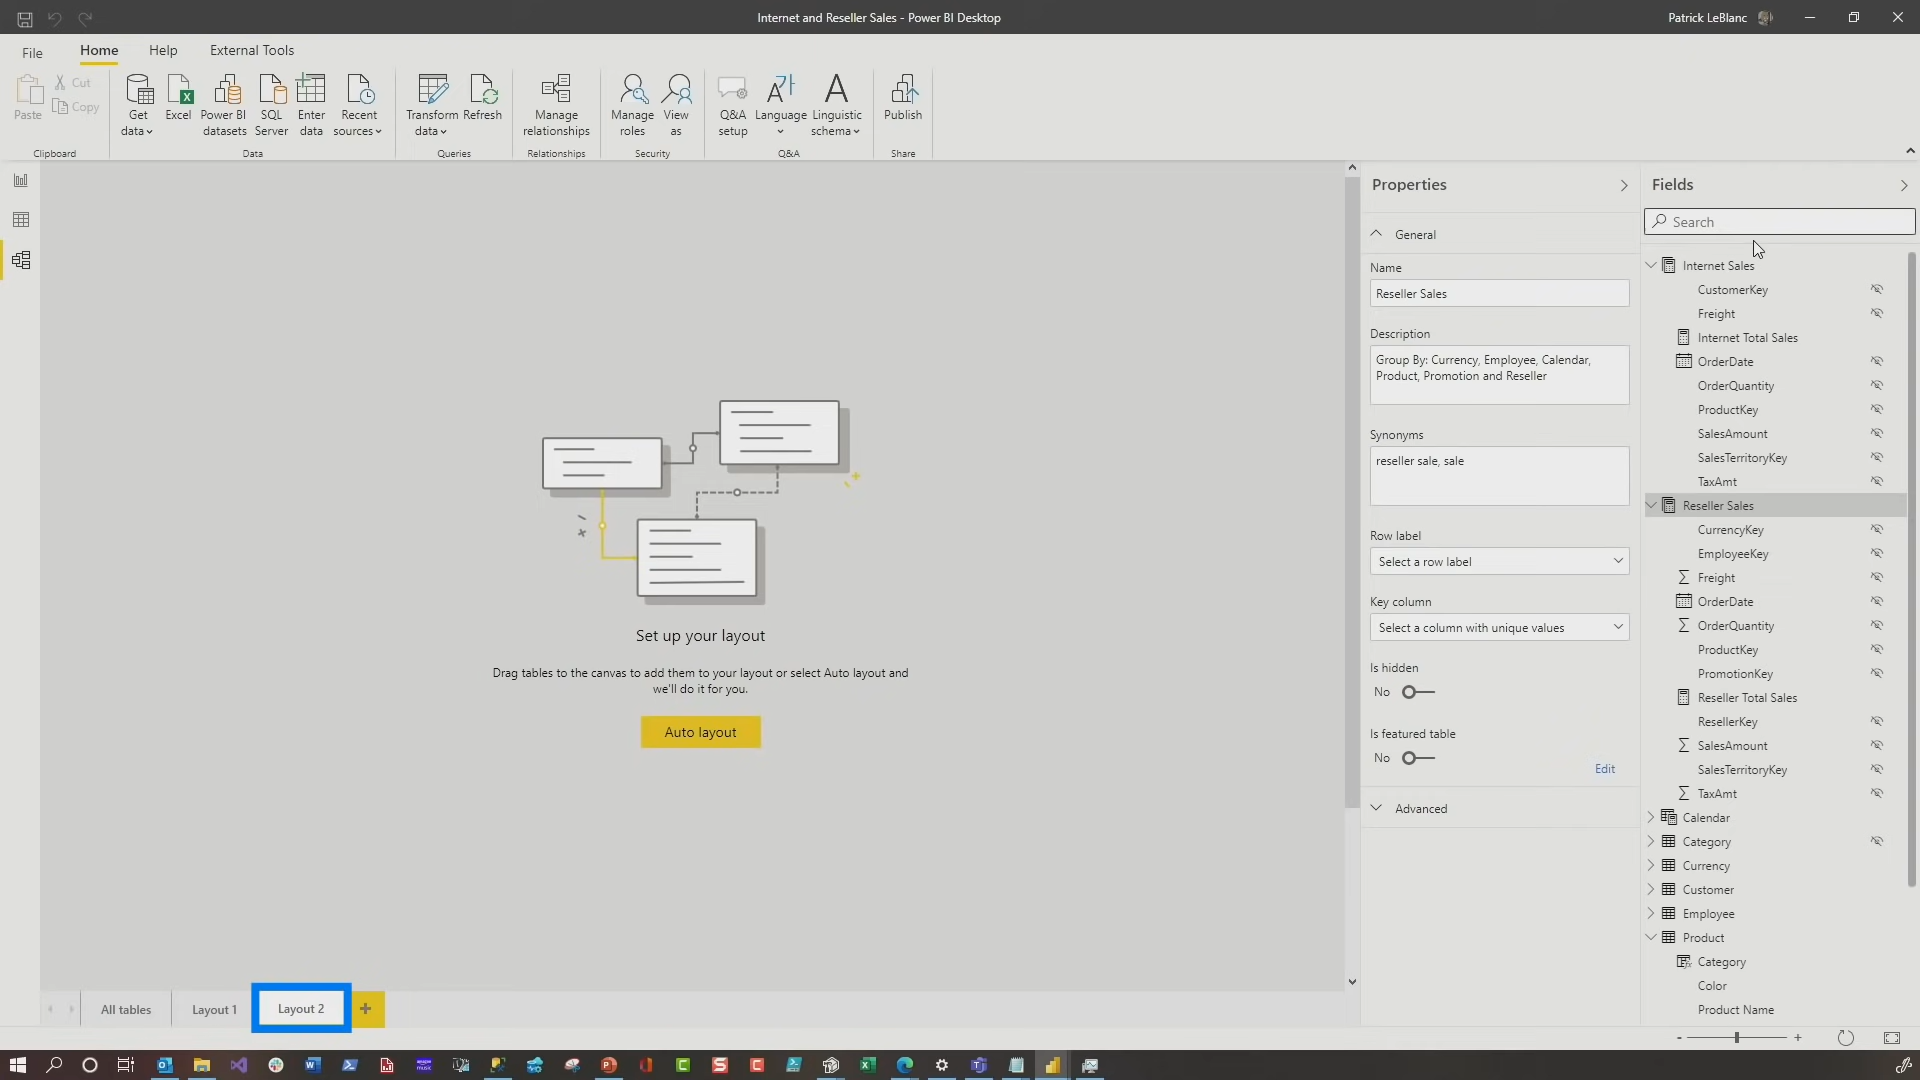 Internet and Reseller Sales - Power BI Desktop
Patrick LeBlanc
File
Home
Help
External Tools
Paste
Cut
Copy
Clipboard
Get data
Excel
Power BI datasets
SQL Server
Enter data
Recent sources
Data
Transform data
Refresh
Queries
Manage relationships
Relationships
Manage roles
View as
Security
Q&A setup
Language
Linguistic schema
Q&A
Publish
Share
Set up your layout
Drag tables to the canvas to add them to your layout or select Auto layout and
we'll do it for you.
Auto layout
All tables
Layout 1
Layout 2
+
Properties
General
Name
Reseller Sales
Description
Group By: Currency, Employee, Calendar,
Product, Promotion and Reseller
Synonyms
reseller sale, sale
Row label
Select a row label
Key column
Select a column with unique values
Is hidden
No
Is featured table
No
Edit
Advanced
Fields
Search
Internet Sales
CustomerKey
Freight
Internet Total Sales
OrderDate
OrderQuantity
ProductKey
SalesAmount
SalesTerritoryKey
TaxAmt
Reseller Sales
CurrencyKey
EmployeeKey
Freight
OrderDate
OrderQuantity
ProductKey
PromotionKey
Reseller Total Sales
ResellerKey
SalesAmount
SalesTerritoryKey
TaxAmt
Calendar
Category
Currency
Customer
Employee
Product
Category
Color
Product Name
- +